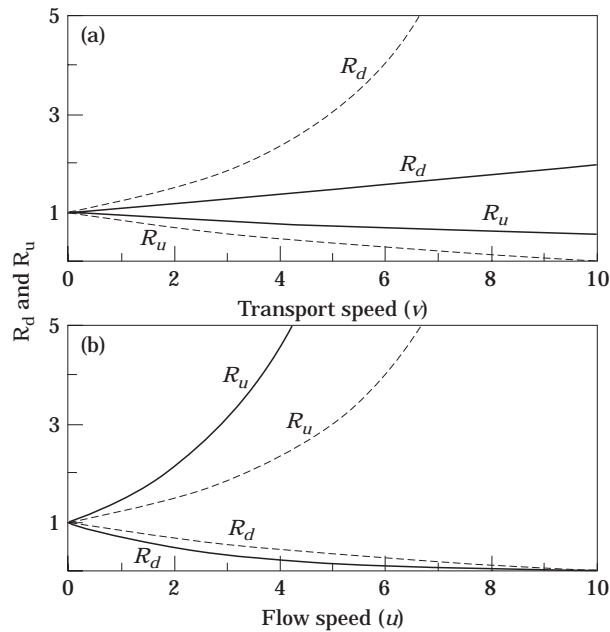 R_d and R_u
(a)
5
3
1
R_d
R_d
R_u
R_u
0 2 4 6 8 10
Transport speed (v)
(b)
5
3
1
R_u
R_u
R_d
R_d
0 2 4 6 8 10
Flow speed (u)